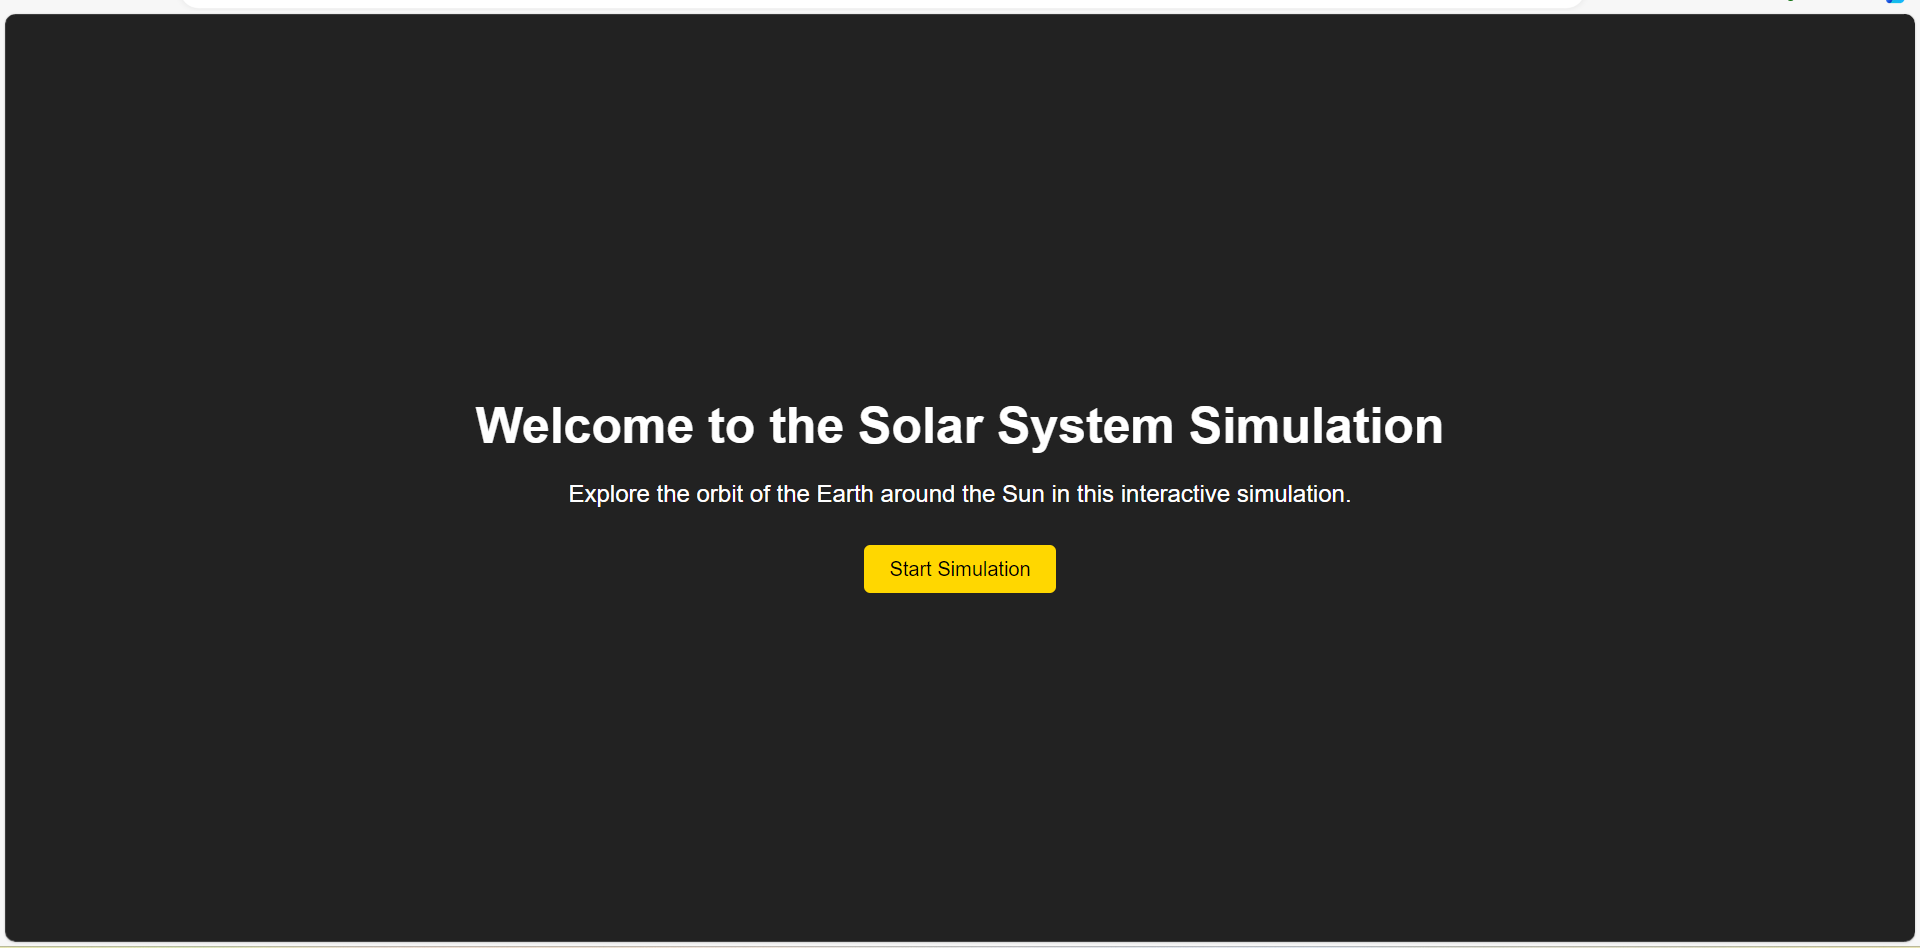 Welcome to the Solar System Simulation
Explore the orbit of the Earth around the Sun in this interactive simulation.
Start Simulation